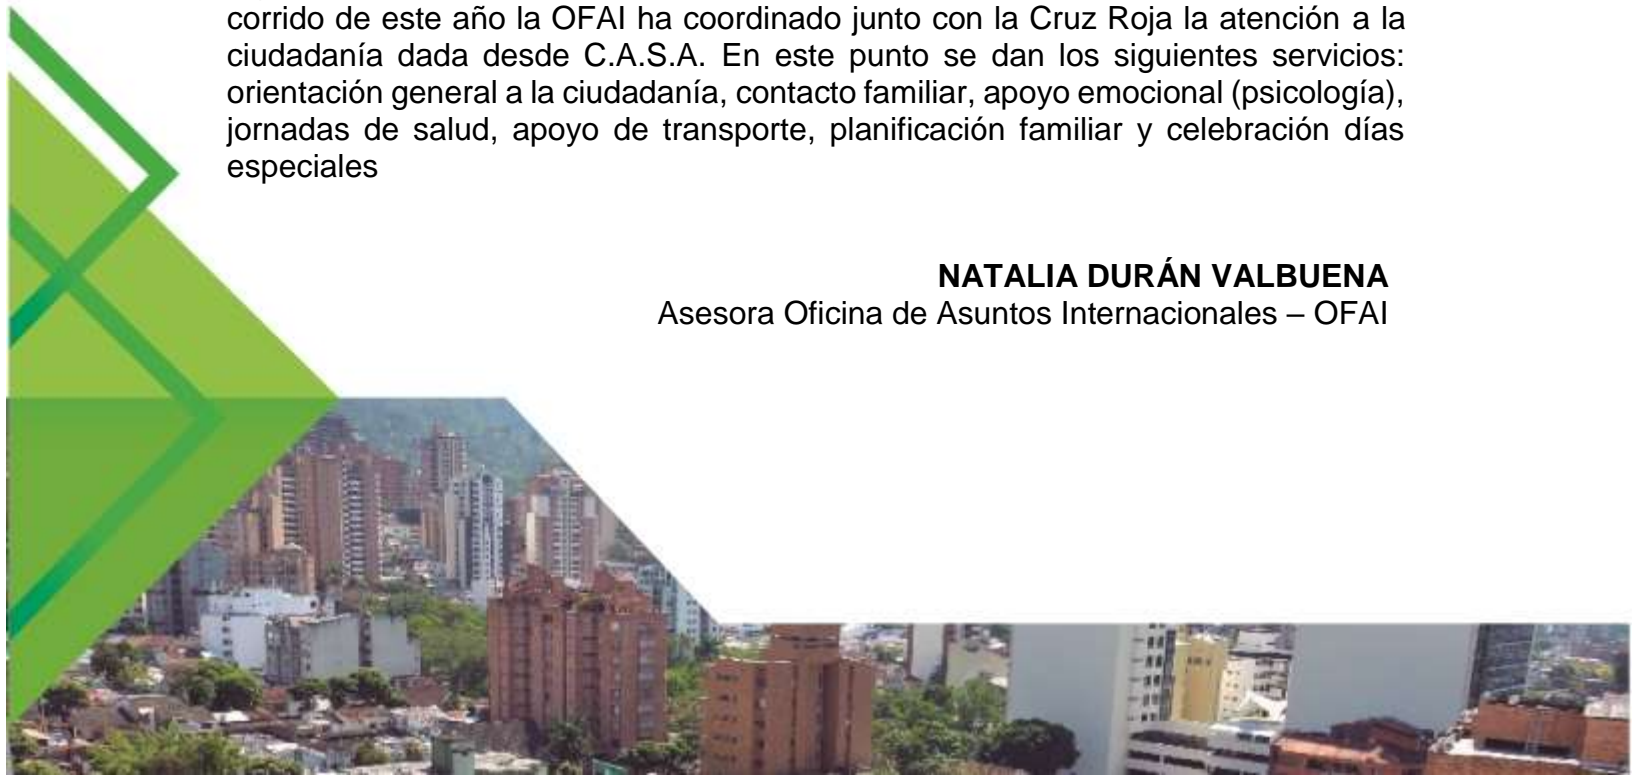 corrido de este año la OFAI ha coordinado junto con la Cruz Roja la atención a la
ciudadanía dada desde C.A.S.A. En este punto se dan los siguientes servicios:
orientación general a la ciudadanía, contacto familiar, apoyo emocional (psicología),
jornadas de salud, apoyo de transporte, planificación familiar y celebración días
especiales
NATALIA DURÁN VALBUENA
Asesora Oficina de Asuntos Internacionales – OFAI